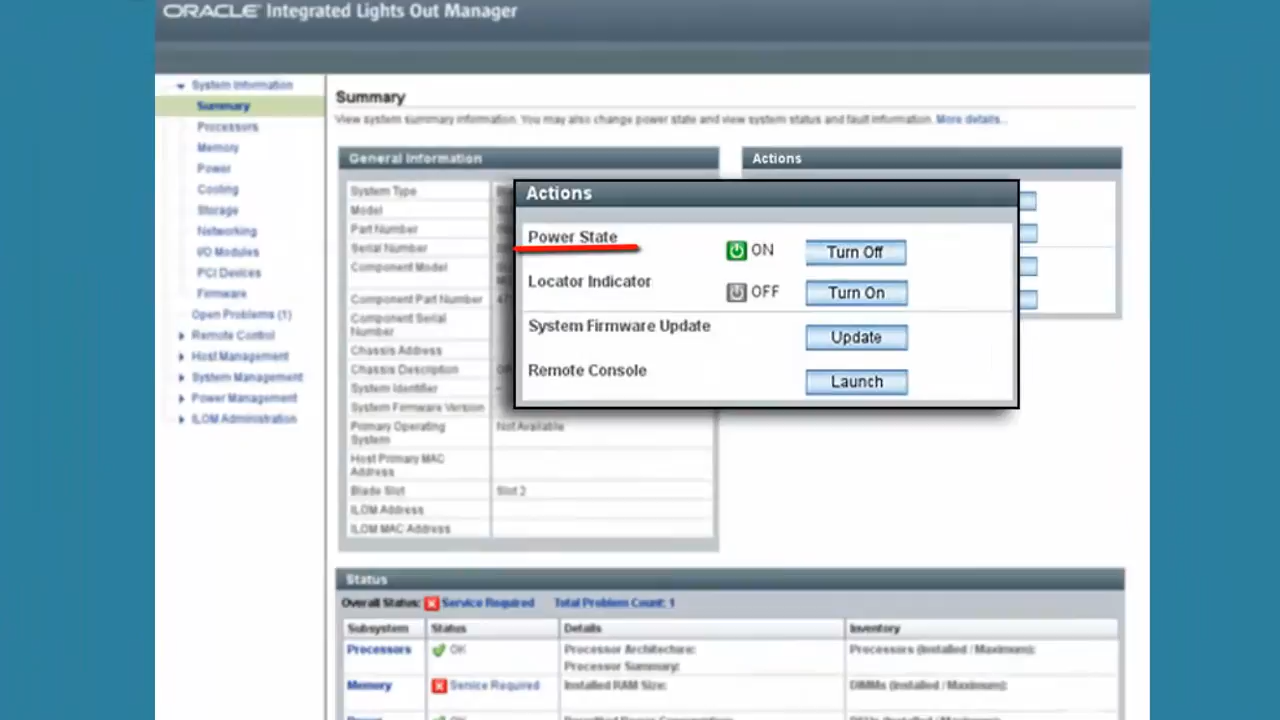 ORACLE Integrated Lights Out Manager
System Information
Summary
Processors
Memory
Power
Cooling
Storage
Networking
I/O Modules
PCI Devices
Firmware
Open Problems (1)
Remote Control
Host Management
System Management
Power Management
ILOM Administration
Summary
View system summary information. You may also change power state and view system status and fault information. More details...
General Information
System Type
Model
Part Number
Serial Number
Component Model
Component Part Number
Component Serial
Number
Chassis Address
Chassis Description
System Identifier
System Firmware Version
Primary Operating
System
Not Available
Host Primary MAC
Address
Blade Slot
Slot 2
ILOM Address
ILOM MAC Address
Actions
Actions
Power State
ON
Turn Off
Locator Indicator
OFF
Turn On
System Firmware Update
Update
Remote Console
Launch
Status
Overall Status: Service Required Total Problem Count: 1
Subsystem Status Details Inventory
Processors OK Processor Architecture: Processors (Installed / Maximum):
Processor Summary:
Memory Service Required Installed RAM Size: DIMMs (Installed / Maximum):